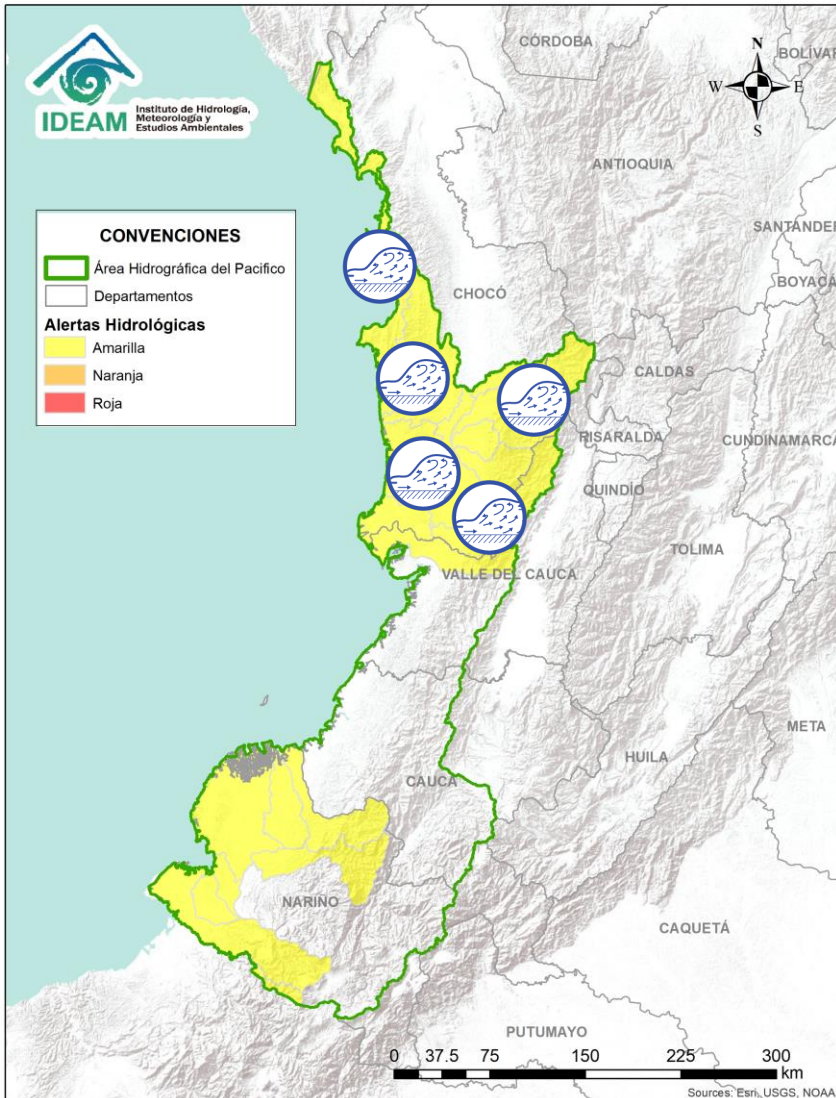 CÓRDOBA
BOLÍVAR
N
W E
S
IDEAM
Instituto de Hidrología,
Meteorología y
Estudios Ambientales
ANTIOQUIA
SANTANDER
CONVENCIONES
Área Hidrográfica del Pacifico
Departamentos
Alertas Hidrológicas
Amarilla
Naranja
Roja
BOYACÁ
CHOCÓ
CALDAS
RISARALDA
CUNDINAMARCA
QUINDÍO
TOLIMA
VALLE DEL CAUCA
META
HUILA
CAUCA
NARIÑO
CAQUETÁ
PUTUMAYO
0 37.5 75 150 225 300
km
Sources: Esri, USGS, NOAA